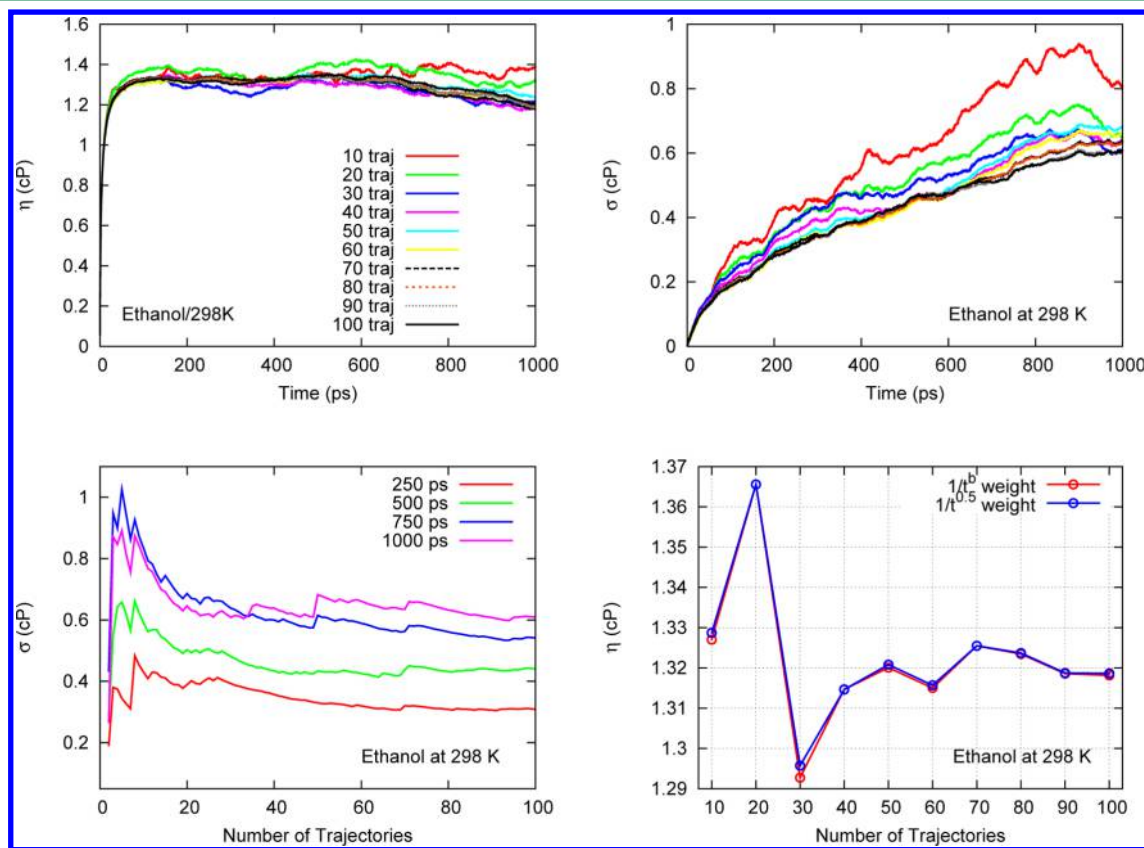 1.6
1.4
1.2
1
0.8
0.6
0.4
0.2
0
η (cP)
10 traj
20 traj
30 traj
40 traj
50 traj
60 traj
70 traj
80 traj
90 traj
100 traj
Ethanol/298K
0 200 400 600 800 1000
Time (ps)
1
0.8
0.6
0.4
0.2
0
σ (cP)
Ethanol at 298 K
0 200 400 600 800 1000
Time (ps)
1
0.8
0.6
0.4
0.2
σ (cP)
250 ps
500 ps
750 ps
1000 ps
Ethanol at 298 K
0 20 40 60 80 100
Number of Trajectories
1.37
1.36
1.35
1.34
1.33
1.32
1.31
1.3
1.29
η (cP)
1/t^b weight
1/t^0.5 weight
Ethanol at 298 K
10 20 30 40 50 60 70 80 90 100
Number of Trajectories